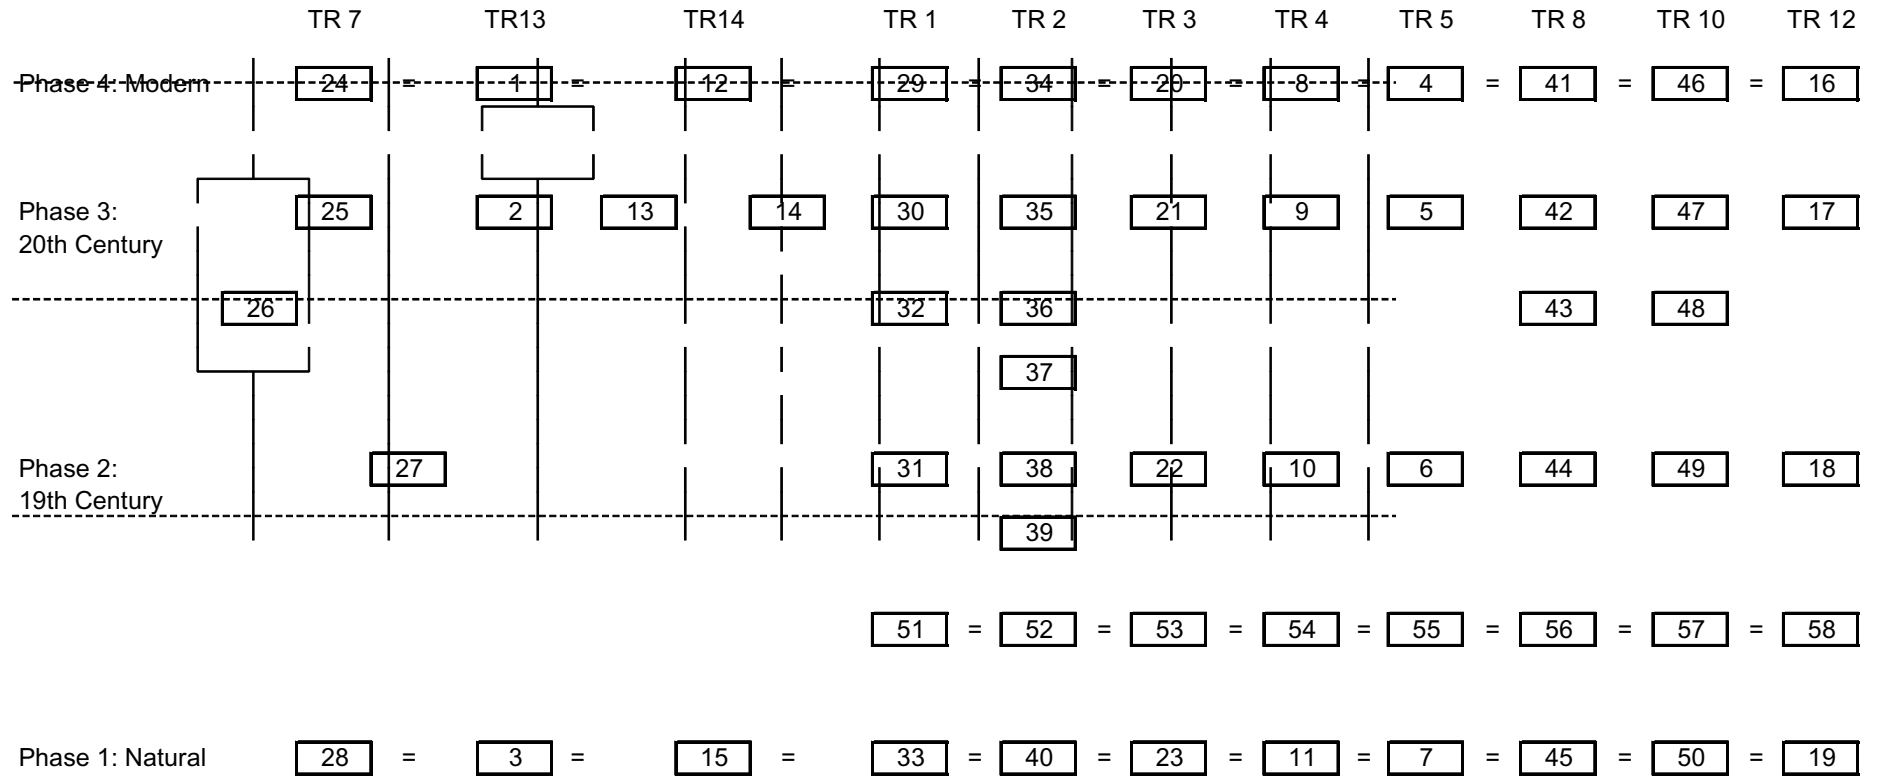 TR 7 TR13 TR14 TR 1 TR 2 TR 3 TR 4 TR 5 TR 8 TR 10 TR 12
Phase 4: Modern 24 = 1 = 12 = 29 = 34 = 20 = 8 = 4 = 41 = 46 = 16
Phase 3: 25 2 13 14 30 35 21 9 5 42 47 17
20th Century
26 32 36 43 48
37
Phase 2: 27 31 38 22 10 6 44 49 18
19th Century
39
51 = 52 = 53 = 54 = 55 = 56 = 57 = 58
Phase 1: Natural 28 = 3 = 15 = 33 = 40 = 23 = 11 = 7 = 45 = 50 = 19